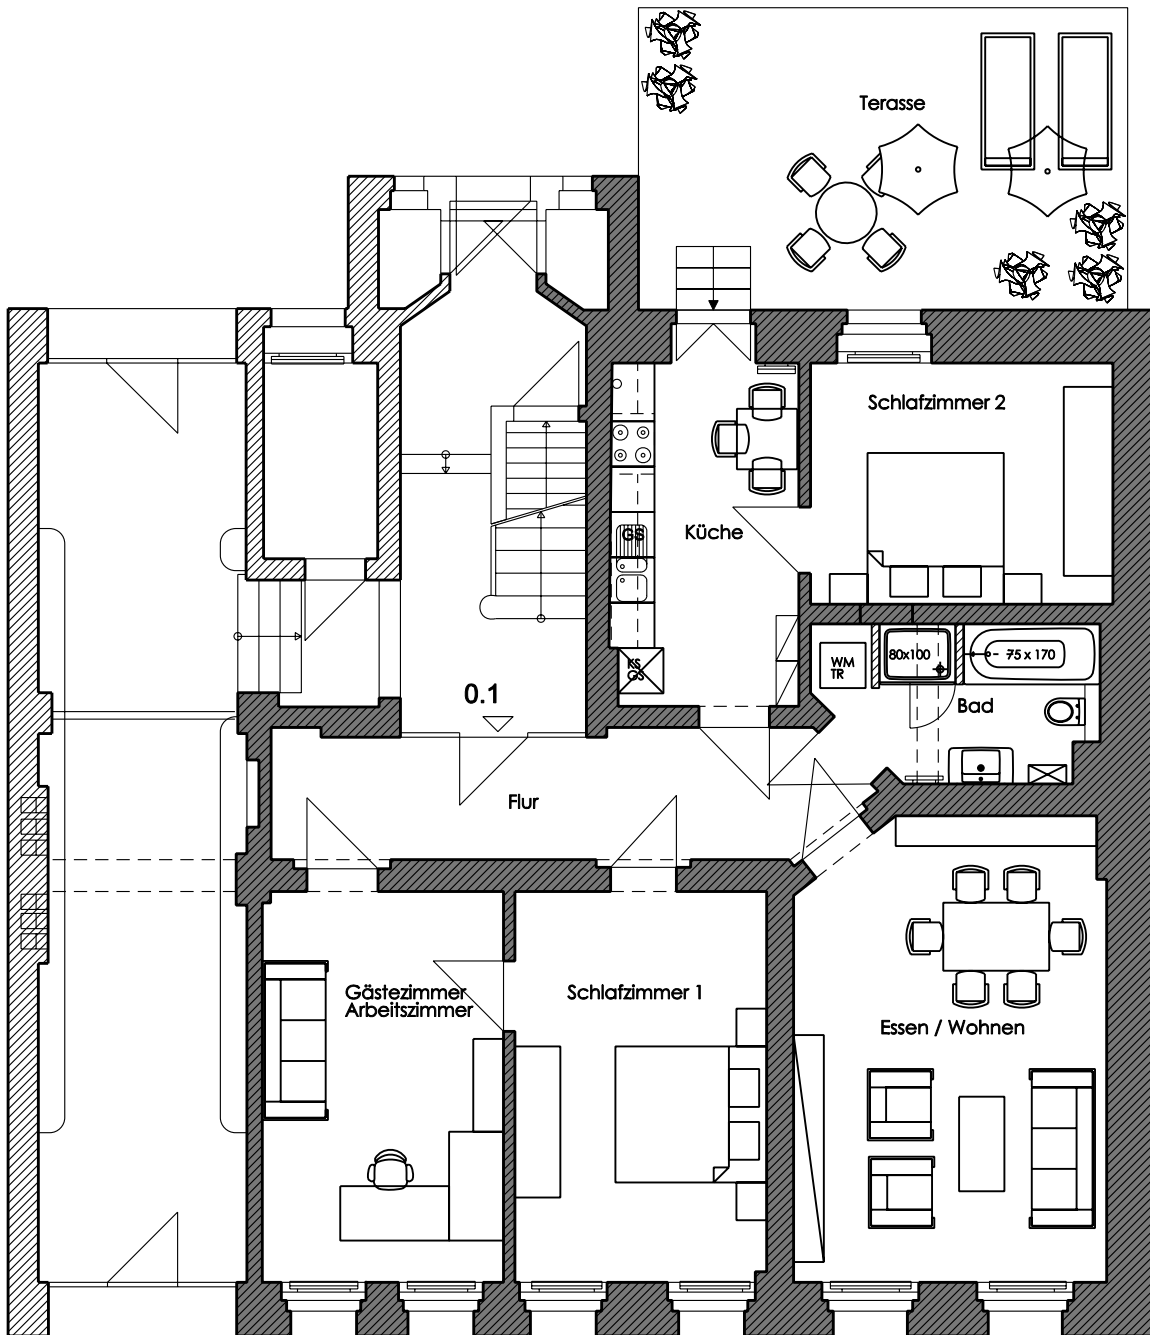 Terasse
Schlafzimmer 2
Küche
GS
KS
GS
80x100
75 x 170
WM
TR
Bad
0.1
Flur
Gästezimmer
Arbeitszimmer
Schlafzimmer 1
Essen / Wohnen